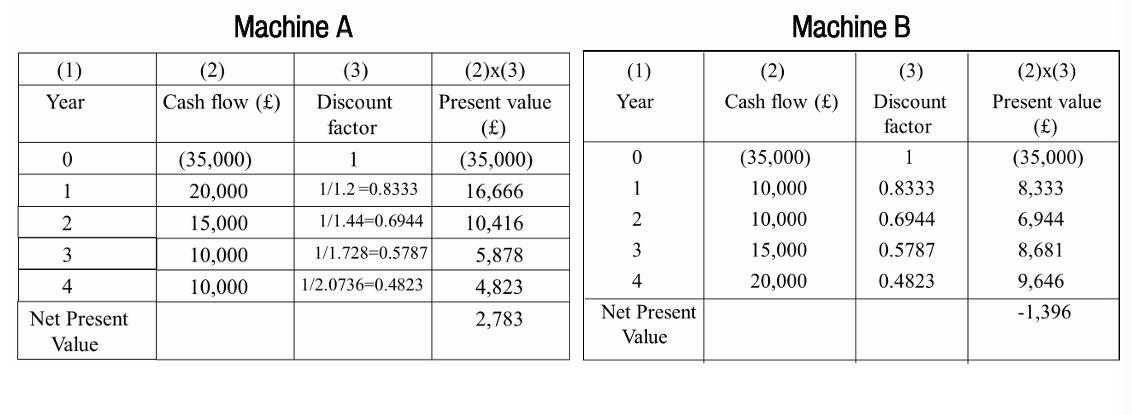 Machine A
(1) (2) (3) (2)x(3)
Year Cash flow (£) Discount factor Present value (£)
0 (35,000) 1 (35,000)
1 20,000 1/1.2 =0.8333 16,666
2 15,000 1/1.44=0.6944 10,416
3 10,000 1/1.728=0.5787 5,878
4 10,000 1/2.0736=0.4823 4,823
Net Present Value 2,783
Machine B
(1) (2) (3) (2)x(3)
Year Cash flow (£) Discount factor Present value (£)
0 (35,000) 1 (35,000)
1 10,000 0.8333 8,333
2 10,000 0.6944 6,944
3 15,000 0.5787 8,681
4 20,000 0.4823 9,646
Net Present Value -1,396